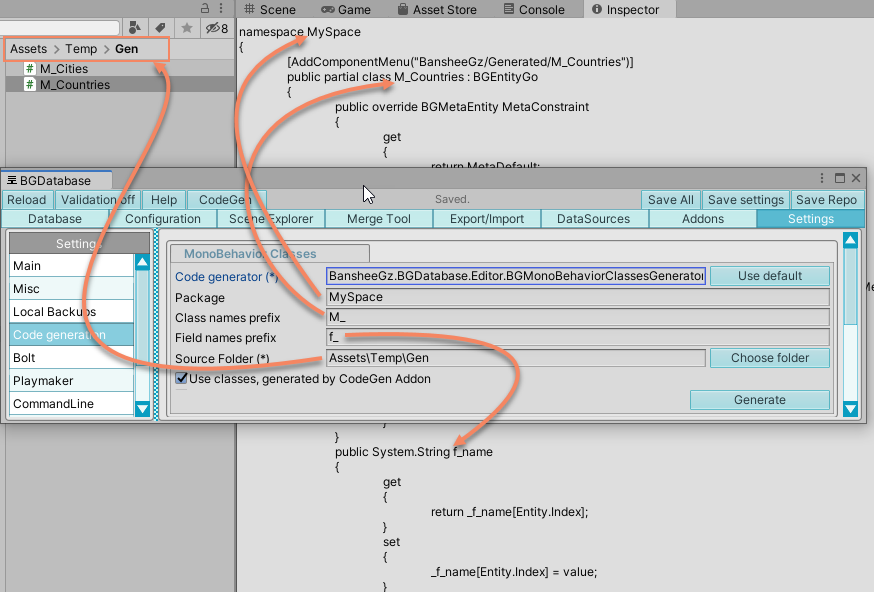 Scene
Game
Asset Store
Console
Inspector
8
Assets > Temp > Gen
# M_Cities
# M_Countries
namespace MySpace
{
[AddComponentMenu("BansheeGz/Generated/M_Countries")]
public partial class M_Countries : BGEntityGo
{
public override BGMetaEntity MetaConstraint
{
get
{
return MetaDefault;
BGDatabase
Reload
Validation off
Help
CodeGen
Saved.
Save All
Save settings
Save Repo
Database
Configuration
Scene Explorer
Merge Tool
Export/Import
DataSources
Addons
Settings
Settings
Main
Misc
Local Backups
Code generation
Bolt
Playmaker
CommandLine
MonoBehavior Classes
Code generator (*)
BansheeGz.BGDatabase.Editor.BGMonoBehaviorClassesGenerator
Use default
Package
MySpace
Class names prefix
M_
Field names prefix
f_
Source Folder (*)
Assets\Temp\Gen
Choose folder
Use classes, generated by CodeGen Addon
Generate
}
}
public System.String f_name
{
get
{
return _f_name[Entity.Index];
}
set
{
_f_name[Entity.Index] = value;
}